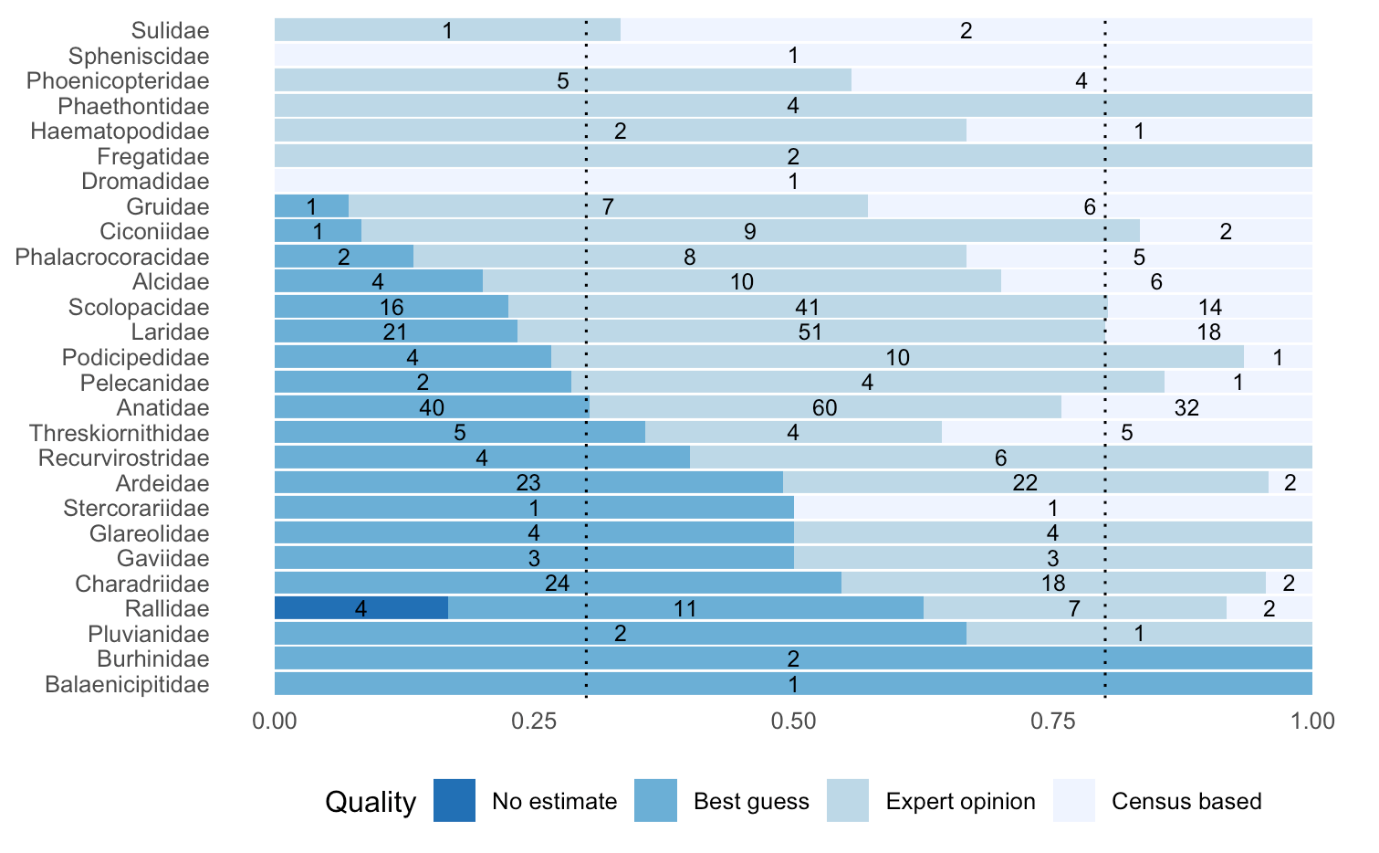 Sulidae 1 2
Spheniscidae 1
Phoenicopteridae 5 4
Phaethontidae 4
Haematopodidae 2 1
Fregatidae 2
Dromadidae 1
Gruidae 1 7 6
Ciconiidae 1 9 2
Phalacrocoracidae 2 8 5
Alcidae 4 10 6
Scolopacidae 16 41 14
Laridae 21 51 18
Podicipedidae 4 10 1
Pelecanidae 2 4 1
Anatidae 40 60 32
Threskiornithidae 5 4 5
Recurvirostridae 4 6
Ardeidae 23 22 2
Stercorariidae 1 1
Glareolidae 4 4
Gaviidae 3 3
Charadriidae 24 18 2
Rallidae 4 11 7 2
Pluvianidae 2 1
Burhinidae 2
Balaenicipitidae 1
0.00 0.25 0.50 0.75 1.00
Quality No estimate Best guess Expert opinion Census based